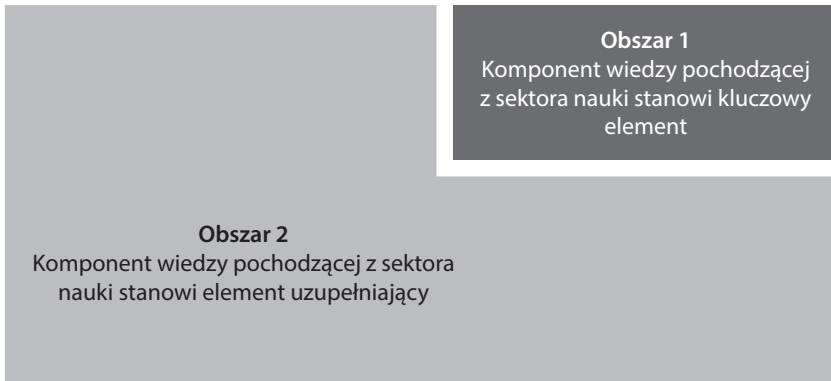 Obszar 1
Komponent wiedzy pochodzącej
z sektora nauki stanowi kluczowy
element
Obszar 2
Komponent wiedzy pochodzącej z sektora
nauki stanowi element uzupełniający